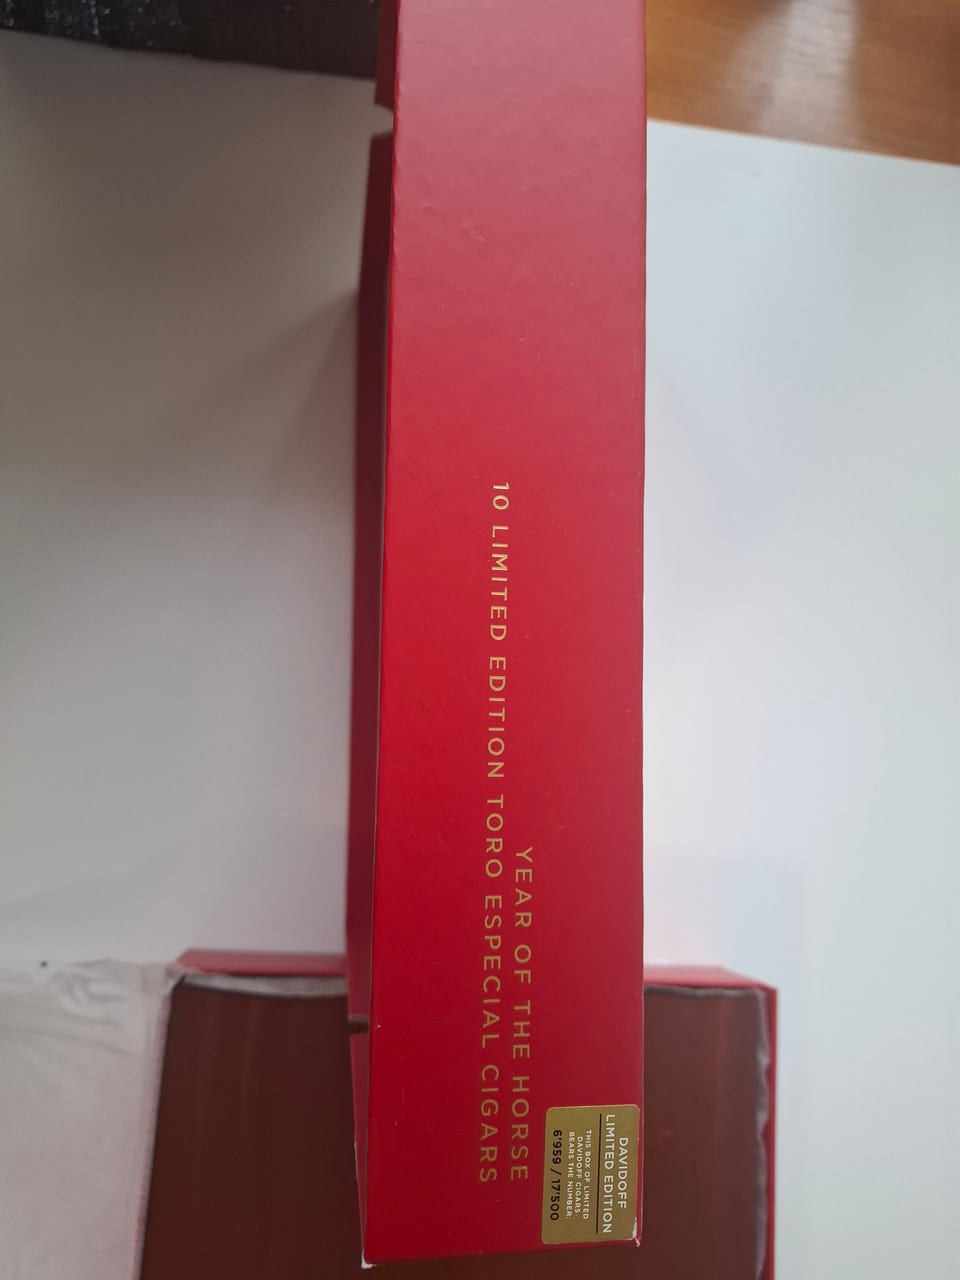 YEAR OF THE HORSE
10 LIMITED EDITION TORO ESPECIAL CIGARS
DAVIDOFF
LIMITED EDITION
THIS BOX OF LIMITED
DAVIDOFF CIGARS
BEARS THE NUMBER:
6'959 / 17'500